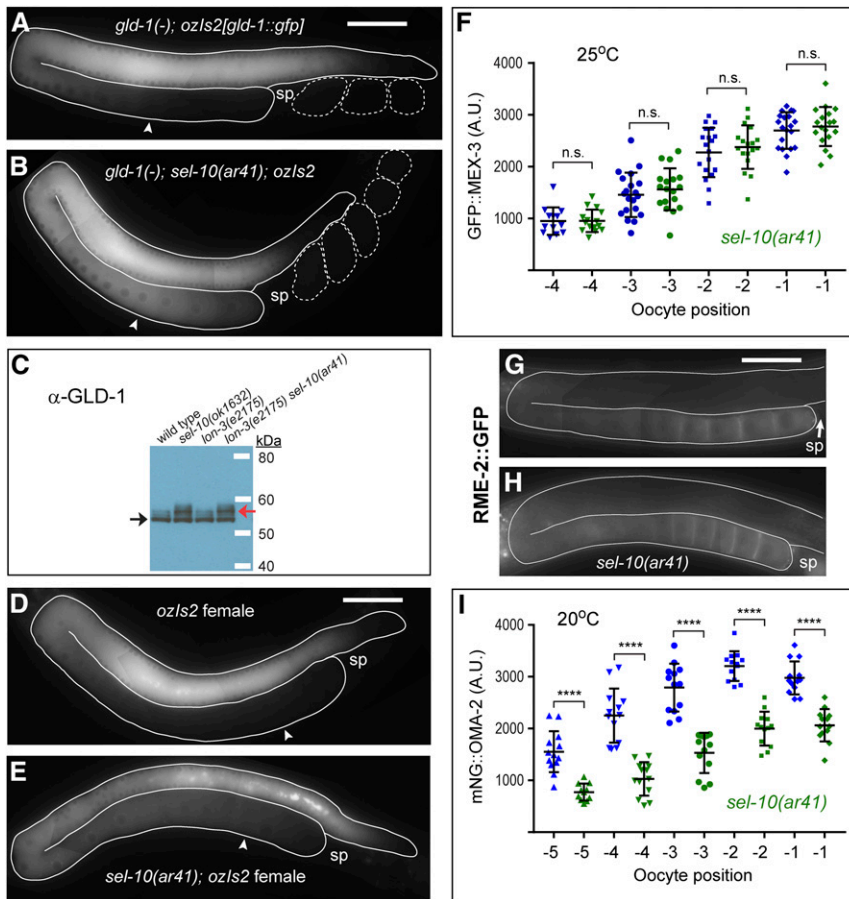 A
gld-1(-); ozIs2[gld-1::gfp]
sp
B
gld-1(-); sel-10(ar41); ozIs2
sp
C
α-GLD-1
wild type
sel-10(ok1632)
lon-3(e2175)
lon-3(e2175) sel-10(ar41)
kDa
80
60
50
40
D
ozIs2 female
sp
E
sp
sel-10(ar41); ozIs2 female
F
25°C
GFP::MEX-3 (A.U.)
4000
3000
2000
1000
n.s.
n.s.
n.s.
n.s.
sel-10(ar41)
-4 -4 -3 -3 -2 -2 -1 -1
Oocyte position
RME-2::GFP
G
sp
H
sel-10(ar41)
sp
I
20°C
mNG::OMA-2 (A.U.)
4000
3000
2000
1000
****
****
****
****
****
sel-10(ar41)
-5 -5 -4 -4 -3 -3 -2 -2 -1 -1
Oocyte position